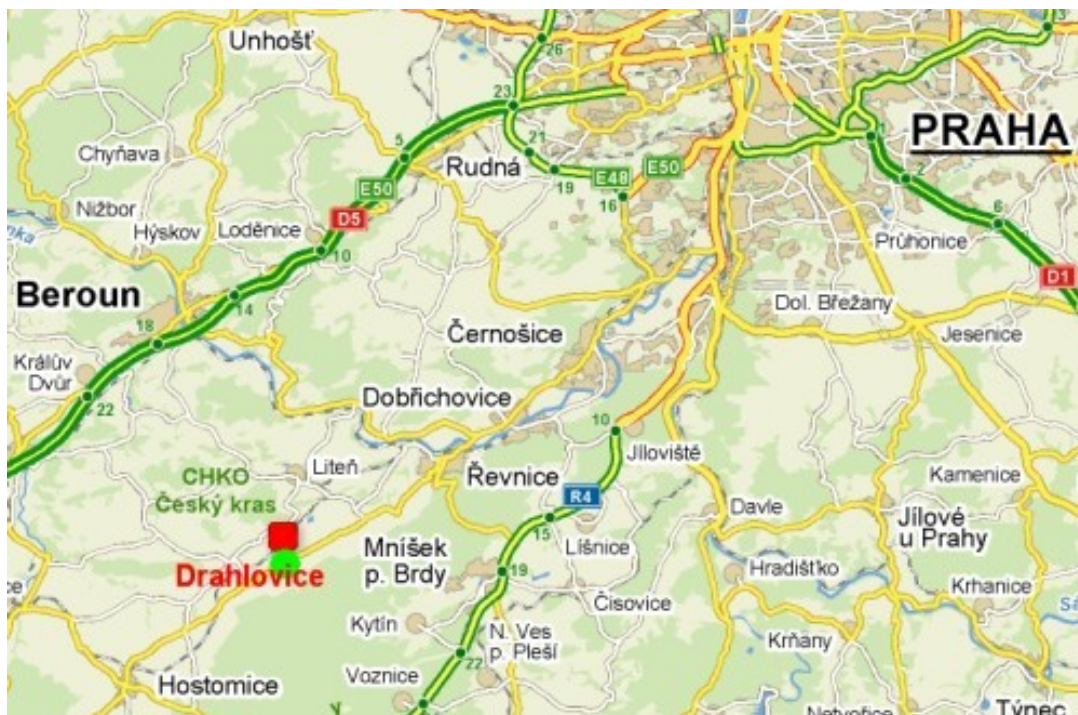 3
Unhošť
26
23
PRAHA
1
5
21
Chyňava
Rudná
E48
E50
19
2
E50
16
Nižbor
D5
6
Hýskov
Loděnice
Průhonice
10
D1
Beroun
14
Dol. Břežany
18
Černošice
Jesenice
Králův
Dvůr
22
Dobřichovice
10
Jíloviště
Liteň
CHKO
Český kras
Řevnice
Kamenice
R4
Davle
15
Jílové
u Prahy
Mníšek
p. Brdy
Líšnice
Drahlovice
19
Hradišťko
Krhanice
Čisovice
Kytín
N. Ves
p. Pleší
Krňany
22
Voznice
Hostomice
Netvořice
Týnec